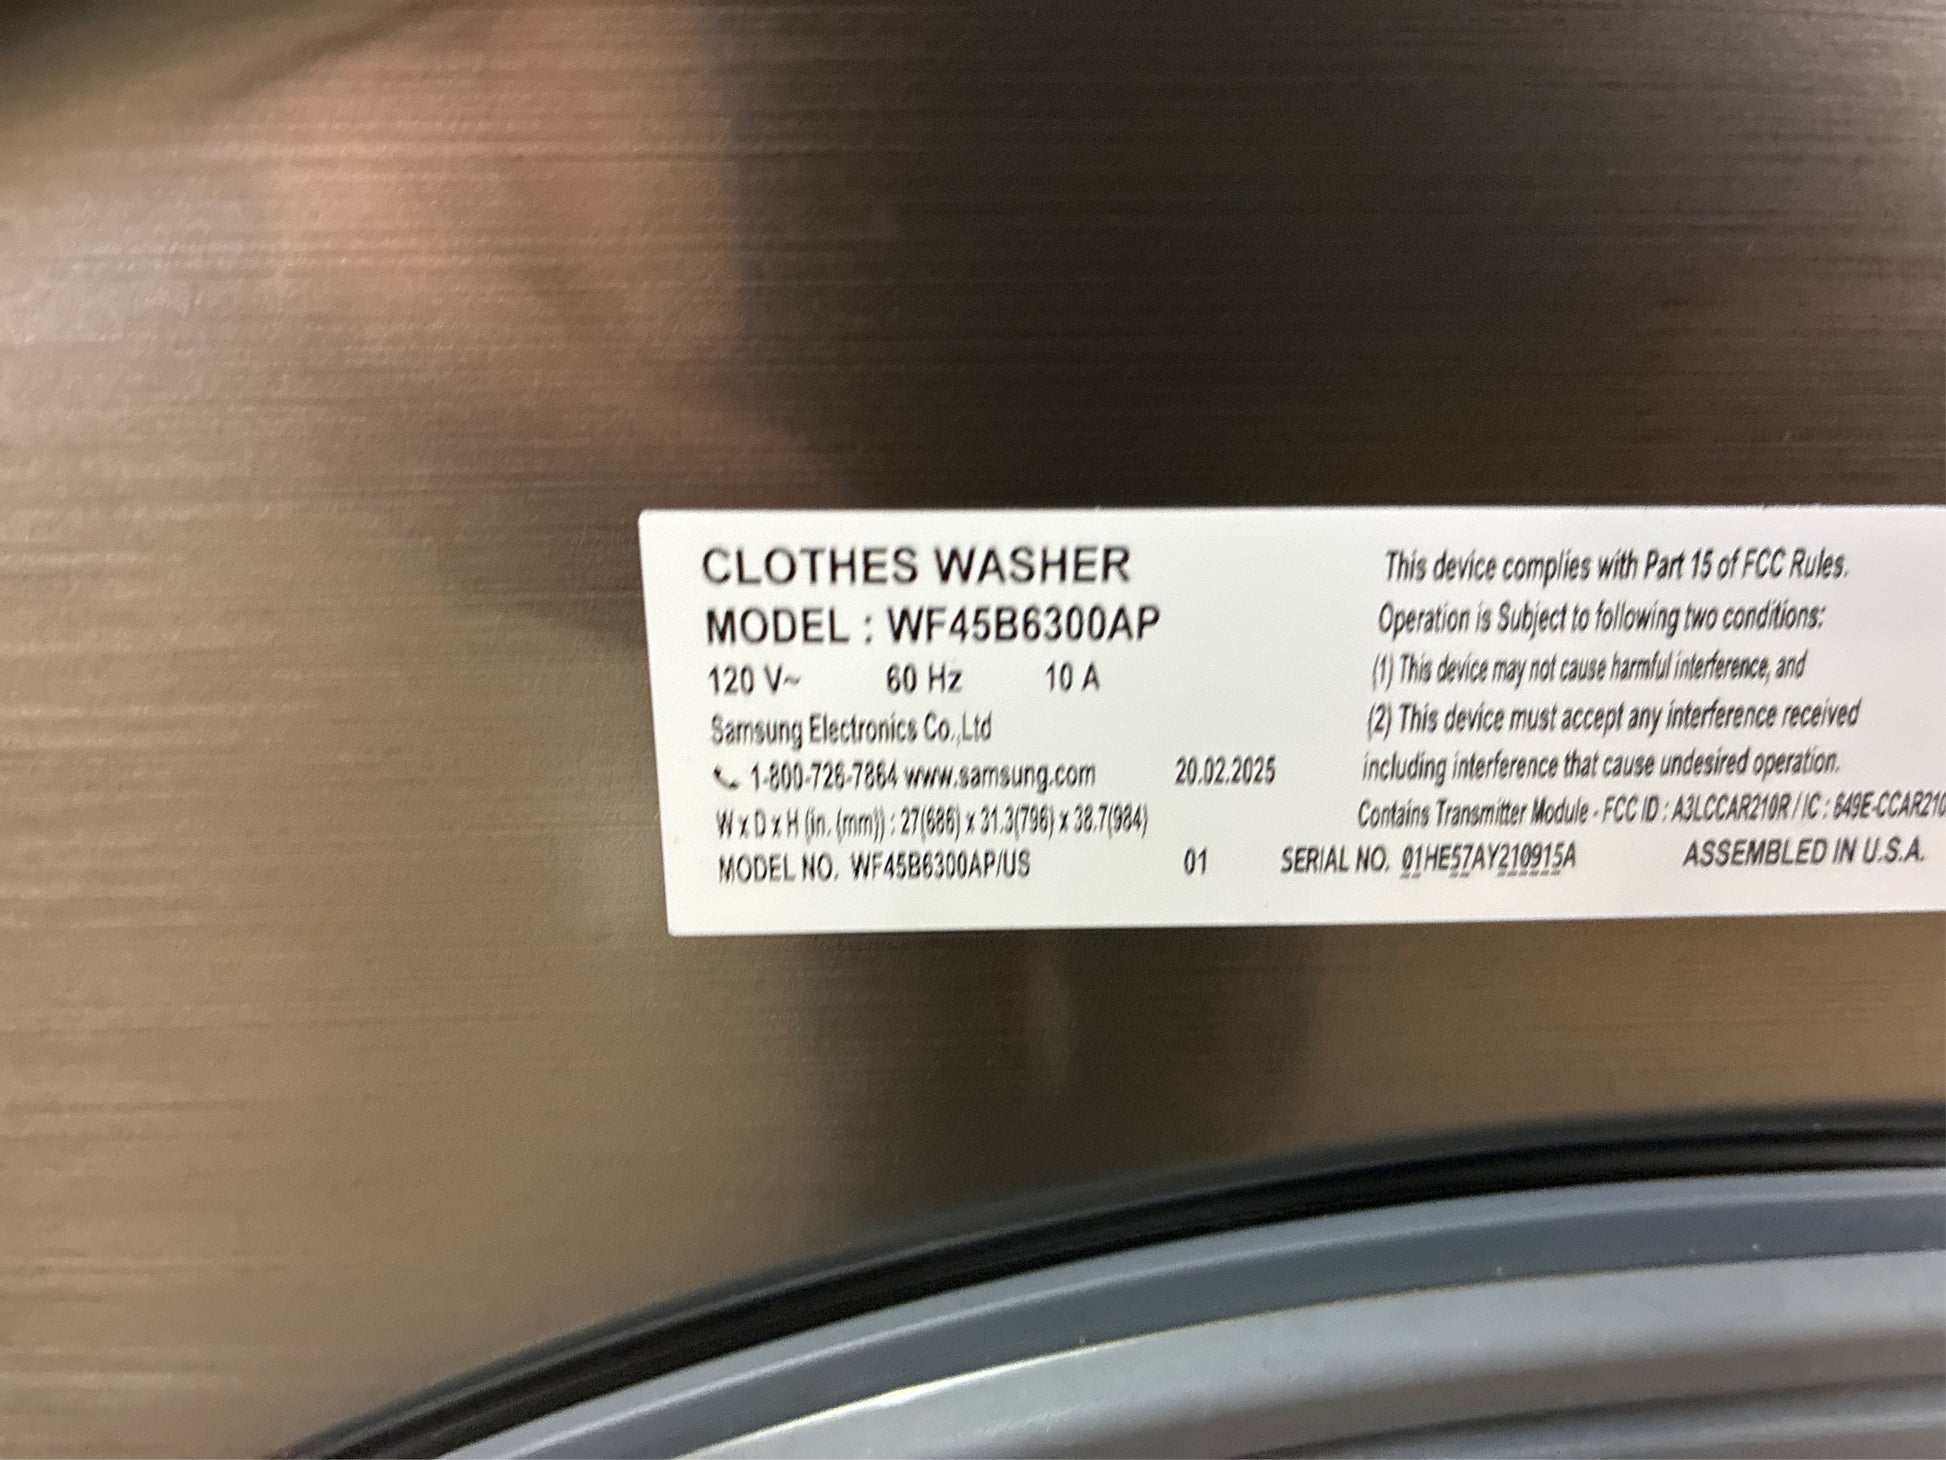 CLOTHES WASHER
MODEL : WF45B6300AP
120 V~ 60 Hz 10 A
Samsung Electronics Co.,Ltd
1-800-726-7864 www.samsung.com 20.02.2025
W x D x H (in. (mm)) : 27(686) x 31.3(796) x 38.7(984)
MODEL NO. WF45B6300AP/US 01 SERIAL NO. 01HE57AY210915A ASSEMBLED IN U.S.A.
This device complies with Part 15 of FCC Rules.
Operation is Subject to following two conditions:
(1) This device may not cause harmful interference, and
(2) This device must accept any interference received
including interference that cause undesired operation.
Contains Transmitter Module - FCC ID : A3LCCAR210R / IC : 649E-CCAR210